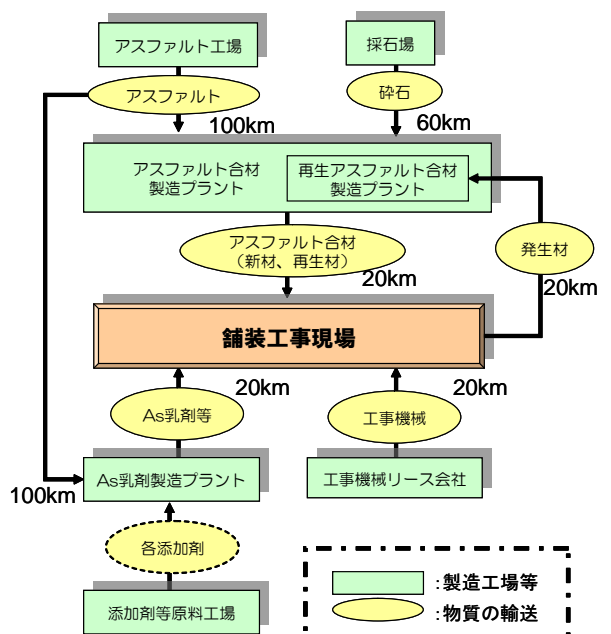 アスファルト工場
採石場
アスファルト
砕石
100km
60km
アスファルト合材
製造プラント
再生アスファルト合材
製造プラント
アスファルト合材
(新材、再生材)
20km
発生材
20km
舗装工事現場
20km
20km
As乳剤等
工事機械
As乳剤製造プラント
工事機械リース会社
100km
各添加剤
添加剤等原料工場
:製造工場等
:物質の輸送